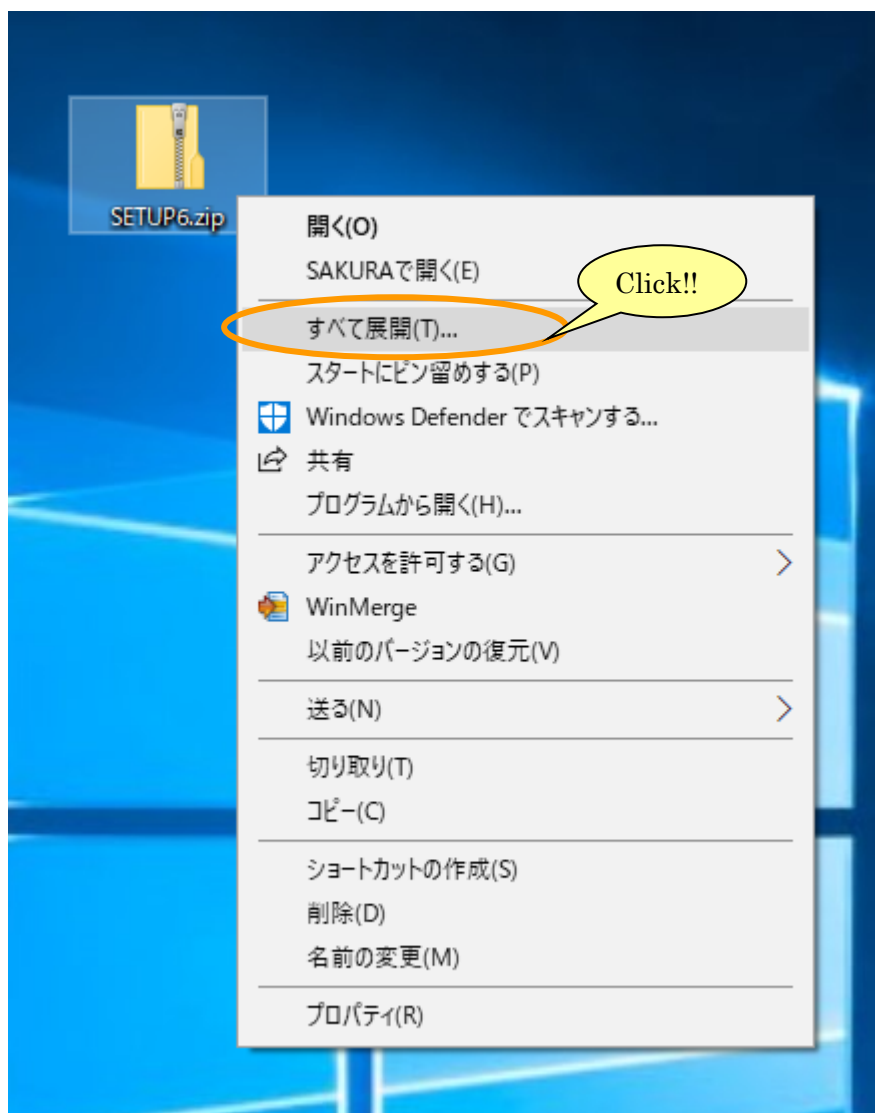 SETUP6.zip
開く(O)
SAKURAで開く(E)
Click!!
すべて展開(T)...
スタートにピン留めする(P)
Windows Defender でスキャンする...
共有
プログラムから開く(H)...
アクセスを許可する(G)
WinMerge
以前のバージョンの復元(V)
送る(N)
切り取り(T)
コピー(C)
ショートカットの作成(S)
削除(D)
名前の変更(M)
プロパティ(R)